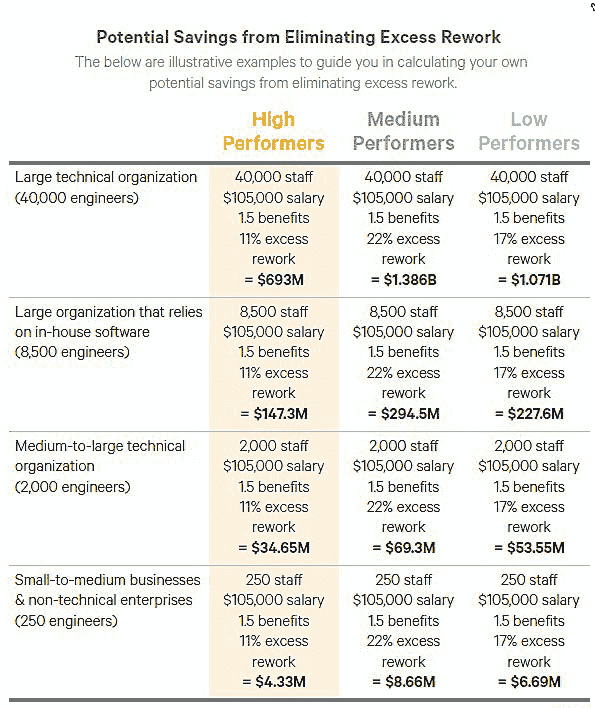 Potential Savings from Eliminating Excess Rework
The below are illustrative examples to guide you in calculating your own
potential savings from eliminating excess rework.
High Performers
Medium Performers
Low Performers
Large technical organization
(40,000 engineers)
40,000 staff
$105,000 salary
1.5 benefits
11% excess
rework
= $693M
40,000 staff
$105,000 salary
1.5 benefits
22% excess
rework
= $1.386B
40,000 staff
$105,000 salary
1.5 benefits
17% excess
rework
= $1.071B
Large organization that relies
on in-house software
(8,500 engineers)
8,500 staff
$105,000 salary
1.5 benefits
11% excess
rework
= $147.3M
8,500 staff
$105,000 salary
1.5 benefits
22% excess
rework
= $294.5M
8,500 staff
$105,000 salary
1.5 benefits
17% excess
rework
= $227.6M
Medium-to-large technical
organization
(2,000 engineers)
2,000 staff
$105,000 salary
1.5 benefits
11% excess
rework
= $34.65M
2,000 staff
$105,000 salary
1.5 benefits
22% excess
rework
= $69.3M
2,000 staff
$105,000 salary
1.5 benefits
17% excess
rework
= $53.55M
Small-to-medium businesses
& non-technical enterprises
(250 engineers)
250 staff
$105,000 salary
1.5 benefits
11% excess
rework
= $4.33M
250 staff
$105,000 salary
1.5 benefits
22% excess
rework
= $8.66M
250 staff
$105,000 salary
1.5 benefits
17% excess
rework
= $6.69M